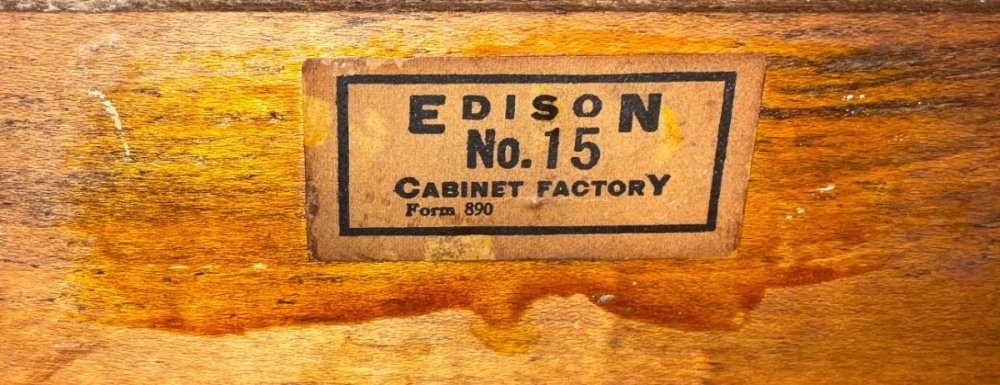 EDISON
No. 15
CABINET FACTORY
Form 890